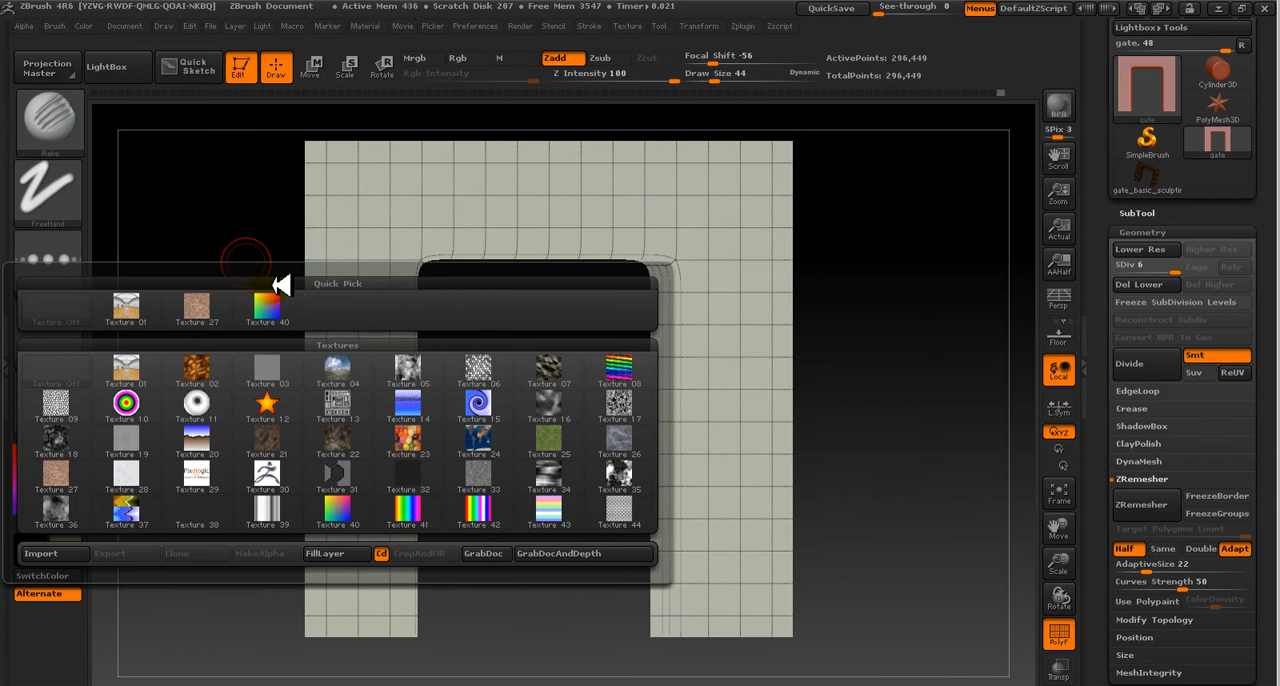 ZBrush 4R6 [YZVG-RWDF-QMLG-QOAI-NKBQ] ZBrush Document • Active Mem 436 • Scratch Disk 207 • Free Mem 3547 • Timer▸0.021 QuickSave See-through 0 Menus DefaultZScript
Alpha Brush Color Document Draw Edit File Layer Light Macro Marker Material Movie Picker Preferences Render Stencil Stroke Texture Tool Transform Zplugin Zscript
Projection Master
LightBox
Quick Sketch
Edit
Draw
Move
Scale
Rotate
Mrgb Rgb M
Rgb Intensity
Zadd Zsub Zcut
Z Intensity 100
Focal Shift -56
Draw Size 44 Dynamic
ActivePoints: 296,449
TotalPoints: 296,449
Rake
FreeHand
Quick Pick
Texture Off Texture 01 Texture 27 Texture 40
Textures
Texture Off Texture 01 Texture 02 Texture 03 Texture 04 Texture 05 Texture 06 Texture 07 Texture 08
Texture 09 Texture 10 Texture 11 Texture 12 Texture 13 Texture 14 Texture 15 Texture 16 Texture 17
Texture 18 Texture 19 Texture 20 Texture 21 Texture 22 Texture 23 Texture 24 Texture 25 Texture 26
Pixologic
Texture 27 Texture 28 Texture 29 Texture 30 Texture 31 Texture 32 Texture 33 Texture 34 Texture 35
Texture 36 Texture 37 Texture 38 Texture 39 Texture 40 Texture 41 Texture 42 Texture 43 Texture 44
Import Export Clone MakeAlpha FillLayer Cd CropAndFill GrabDoc GrabDocAndDepth
SwitchColor
Alternate
BPR
SPix 3
Scroll
Zoom
Actual
AAHalf
Persp
Floor
Local
L.Sym
XYZ
Frame
Move
Scale
Rotate
PolyF
Transp
Lightbox▸Tools
gate. 48 R
gate
Cylinder3D
PolyMesh3D
SimpleBrush
gate
gate_basic_sculptir
SubTool
Geometry
Lower Res Higher Res
SDiv 6 Cage Rstr
Del Lower Del Higher
Freeze SubDivision Levels
Reconstruct Subdiv
Convert BPR To Geo
Divide Smt
Suv ReUV
EdgeLoop
Crease
ShadowBox
ClayPolish
DynaMesh
ZRemesher
ZRemesher FreezeBorder
FreezeGroups
Target Polygons Count
Half Same Double Adapt
AdaptiveSize 22
Curves Strength 50
Use Polypaint ColorDensity
Modify Topology
Position
Size
MeshIntegrity